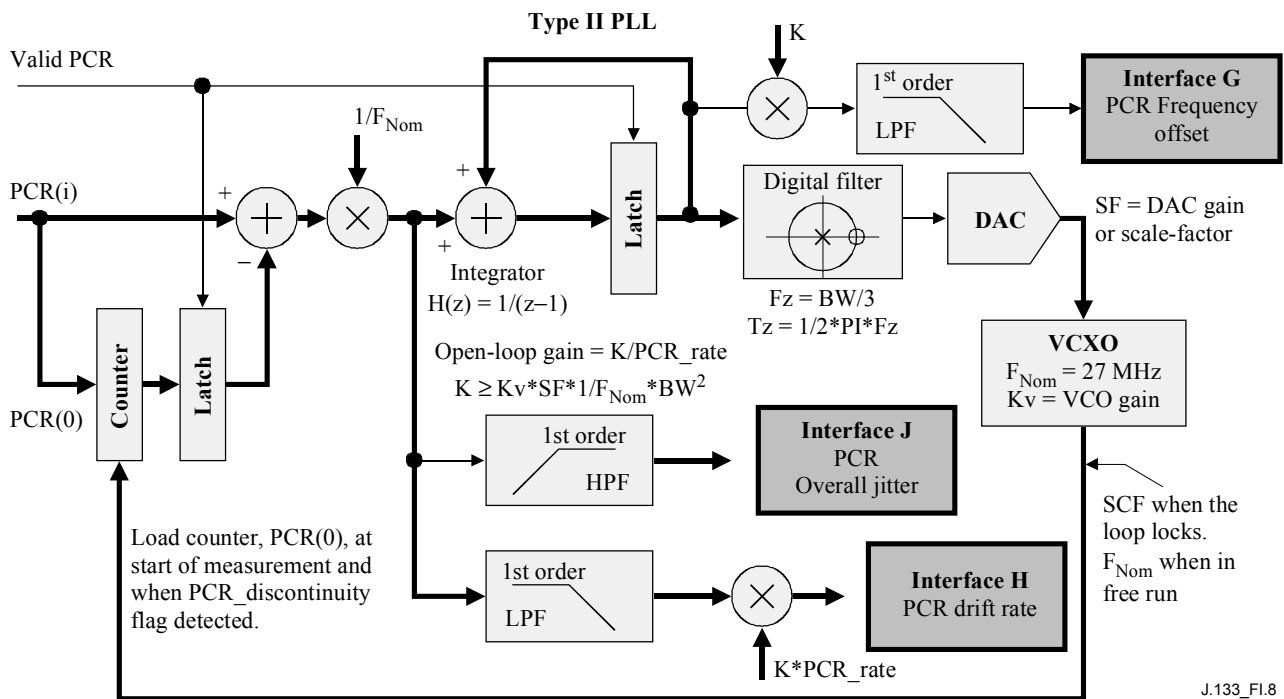 Type II PLL
K
Valid PCR
1st order
LPF
Interface G
PCR Frequency
offset
1/FNom
PCR(i)
+
+
Latch
Digital filter
DAC
SF = DAC gain
or scale-factor
+
–
+
+
Integrator
H(z) = 1/(z–1)
Fz = BW/3
Tz = 1/2*PI*Fz
Counter
Latch
Open-loop gain = K/PCR_rate
K ≥ Kv*SF*1/FNom*BW2
VCXO
FNom = 27 MHz
Kv = VCO gain
PCR(0)
1st order
HPF
Interface J
PCR
Overall jitter
SCF when the
loop locks.
FNom when in
free run
Load counter, PCR(0), at
start of measurement and
when PCR_discontinuity
flag detected.
1st order
LPF
Interface H
PCR drift rate
K*PCR_rate
J.133_FI.8